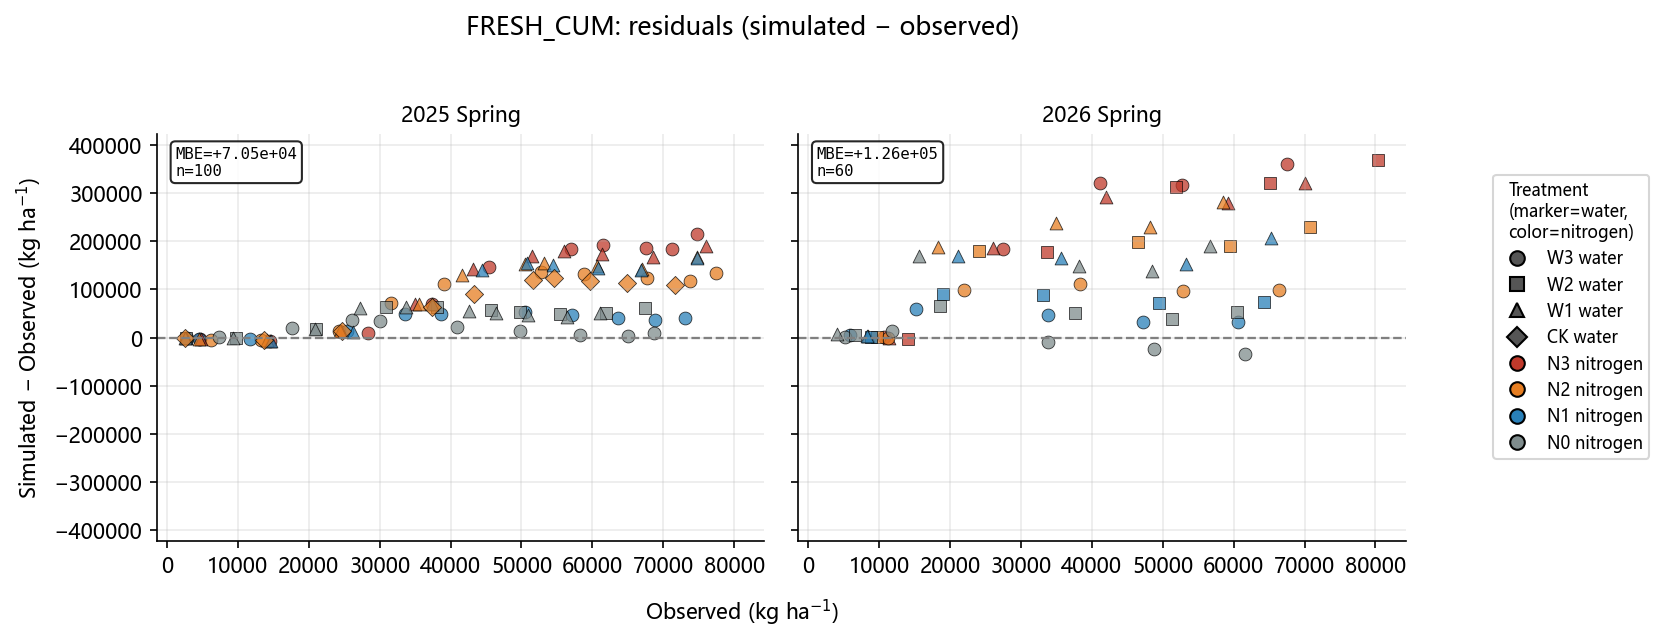 FRESH_CUM: residuals (simulated − observed)
2025 Spring
2026 Spring
MBE=+7.05e+04
n=100
MBE=+1.26e+05
n=60
Simulated − Observed (kg ha⁻¹)
400000
300000
200000
100000
0
−100000
−200000
−300000
−400000
0 10000 20000 30000 40000 50000 60000 70000 80000
0 10000 20000 30000 40000 50000 60000 70000 80000
Observed (kg ha⁻¹)
Treatment
(marker=water,
color=nitrogen)
W3 water
W2 water
W1 water
CK water
N3 nitrogen
N2 nitrogen
N1 nitrogen
N0 nitrogen